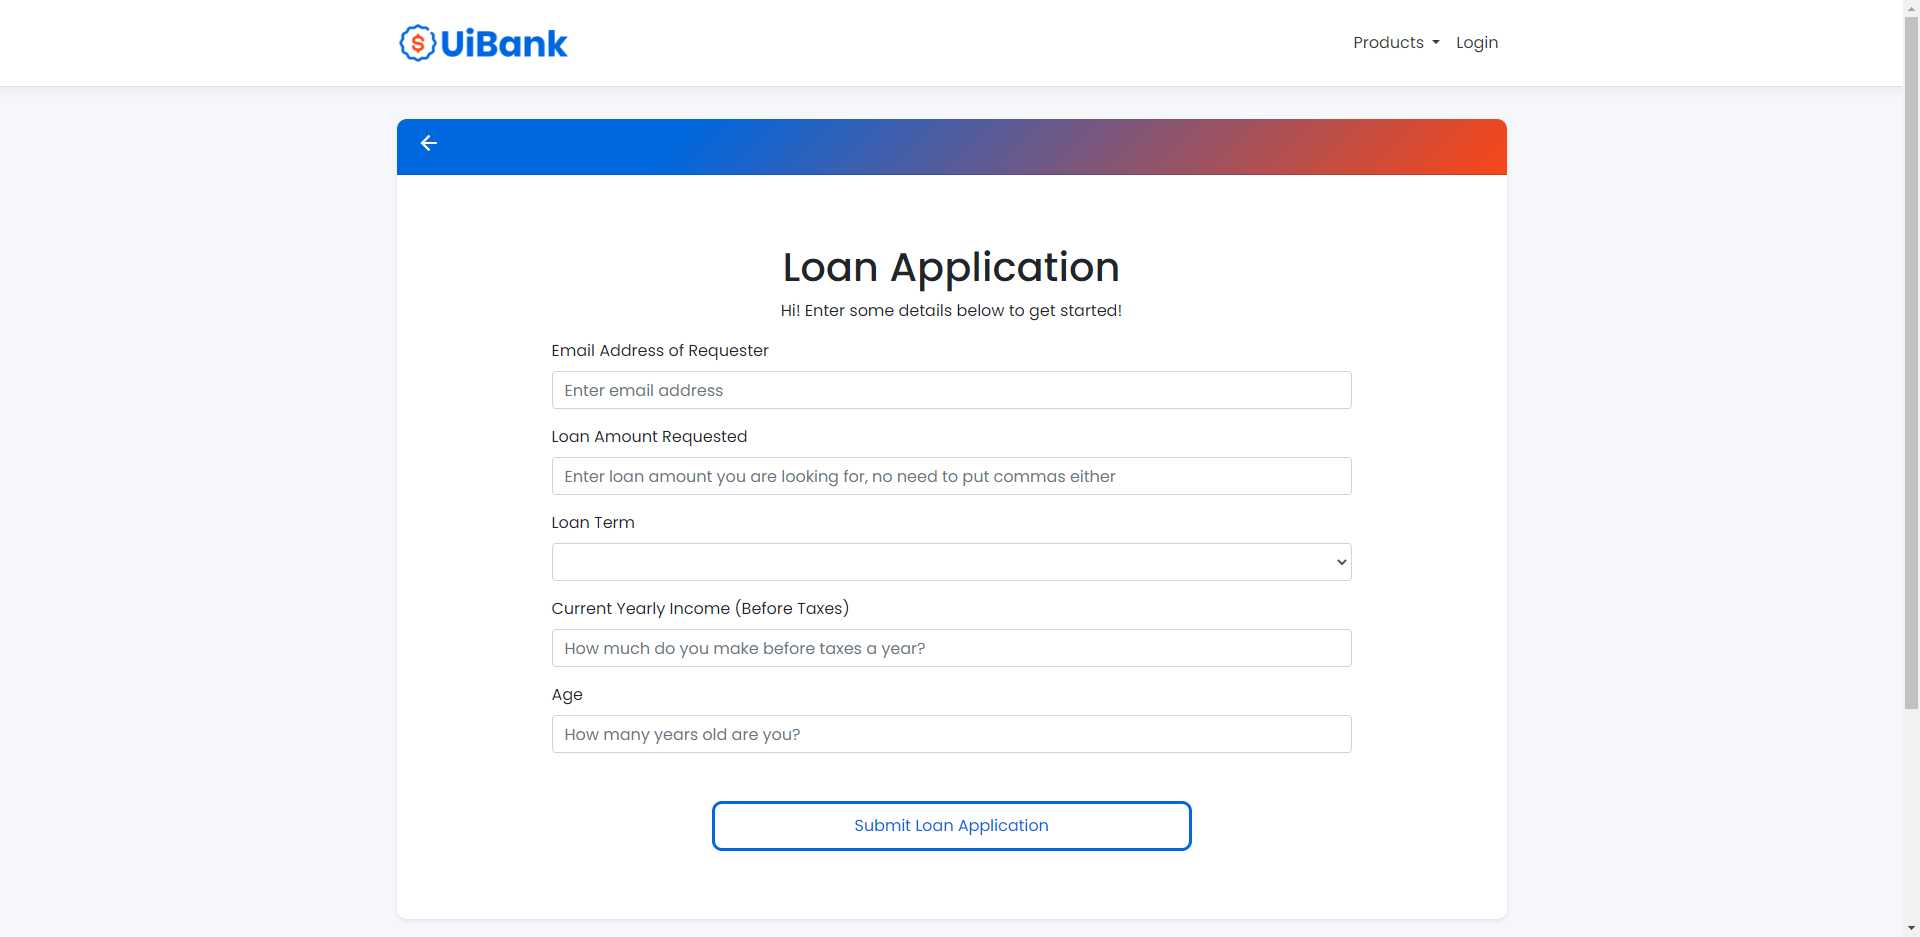 $ UiBank
Products Login
Loan Application
Hi! Enter some details below to get started!
Email Address of Requester
Enter email address
Loan Amount Requested
Enter loan amount you are looking for, no need to put commas either
Loan Term
Current Yearly Income (Before Taxes)
How much do you make before taxes a year?
Age
How many years old are you?
Submit Loan Application